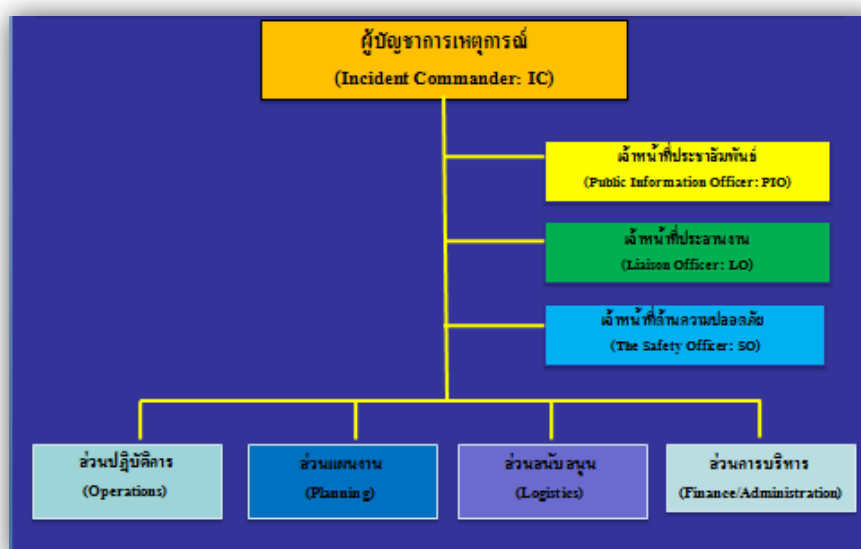 ผู้บัญชาการเหตุการณ์
(Incident Commander: IC)
เจ้าหน้าที่ประชาสัมพันธ์
(Public Information Officer: PIO)
เจ้าหน้าที่ประสานงาน
(Liaison Officer: LO)
เจ้าหน้าที่ด้านความปลอดภัย
(The Safety Officer: SO)
ส่วนปฏิบัติการ
(Operations)
ส่วนแผนงาน
(Planning)
ส่วนสนับสนุน
(Logistics)
ส่วนการบริหาร
(Finance/Administration)